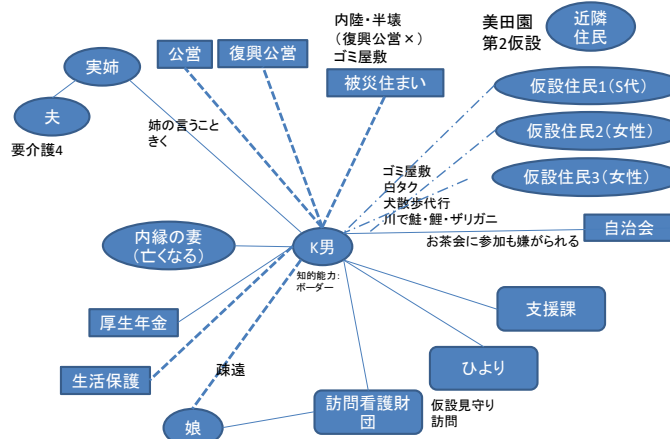 内陸・半壊
(復興公営×)
ゴミ屋敷
美田園
第2仮設
近隣
住民
実姉
公営
復興公営
被災住まい
仮設住民1(S代)
夫
要介護4
姉の言うこと
きく
仮設住民2(女性)
仮設住民3(女性)
ゴミ屋敷
白タク
犬散歩代行
川で鮭・鯉・ザリガニ
自治会
お茶会に参加も嫌がられる
内縁の妻
(亡くなる)
K男
知的能力:
ボーダー
厚生年金
支援課
生活保護
疎遠
ひより
仮設見守り
訪問
訪問看護財
団
娘